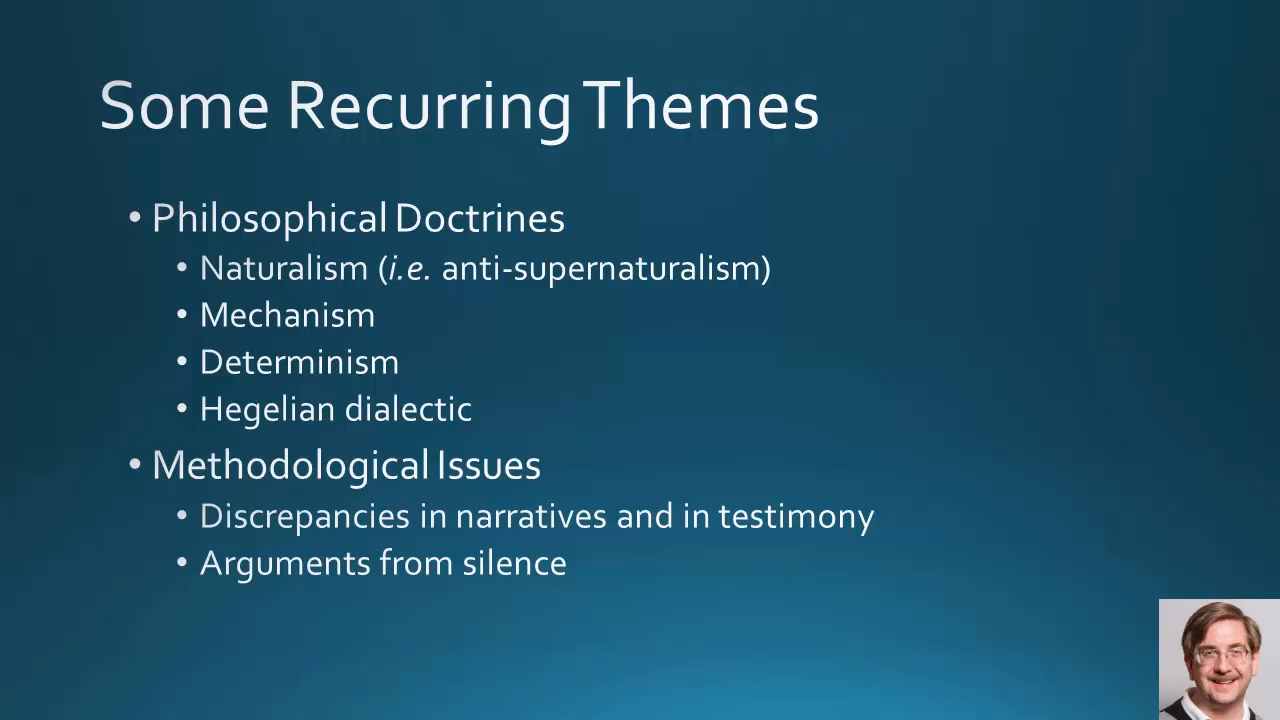 Some Recurring Themes
• Philosophical Doctrines
• Naturalism (i.e. anti-supernaturalism)
• Mechanism
• Determinism
• Hegelian dialectic
• Methodological Issues
• Discrepancies in narratives and in testimony
• Arguments from silence